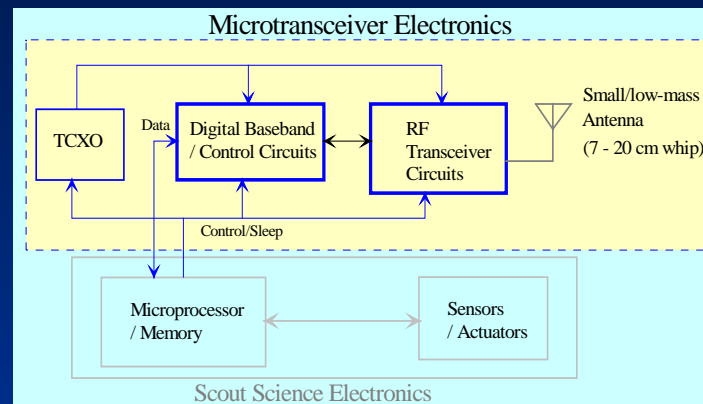 Microtransceiver Electronics
TCXO
Data
Digital Baseband
/ Control Circuits
RF
Transceiver
Circuits
Small/low-mass
Antenna
(7 - 20 cm whip)
Control/Sleep
Microprocessor
/ Memory
Sensors
/ Actuators
Scout Science Electronics